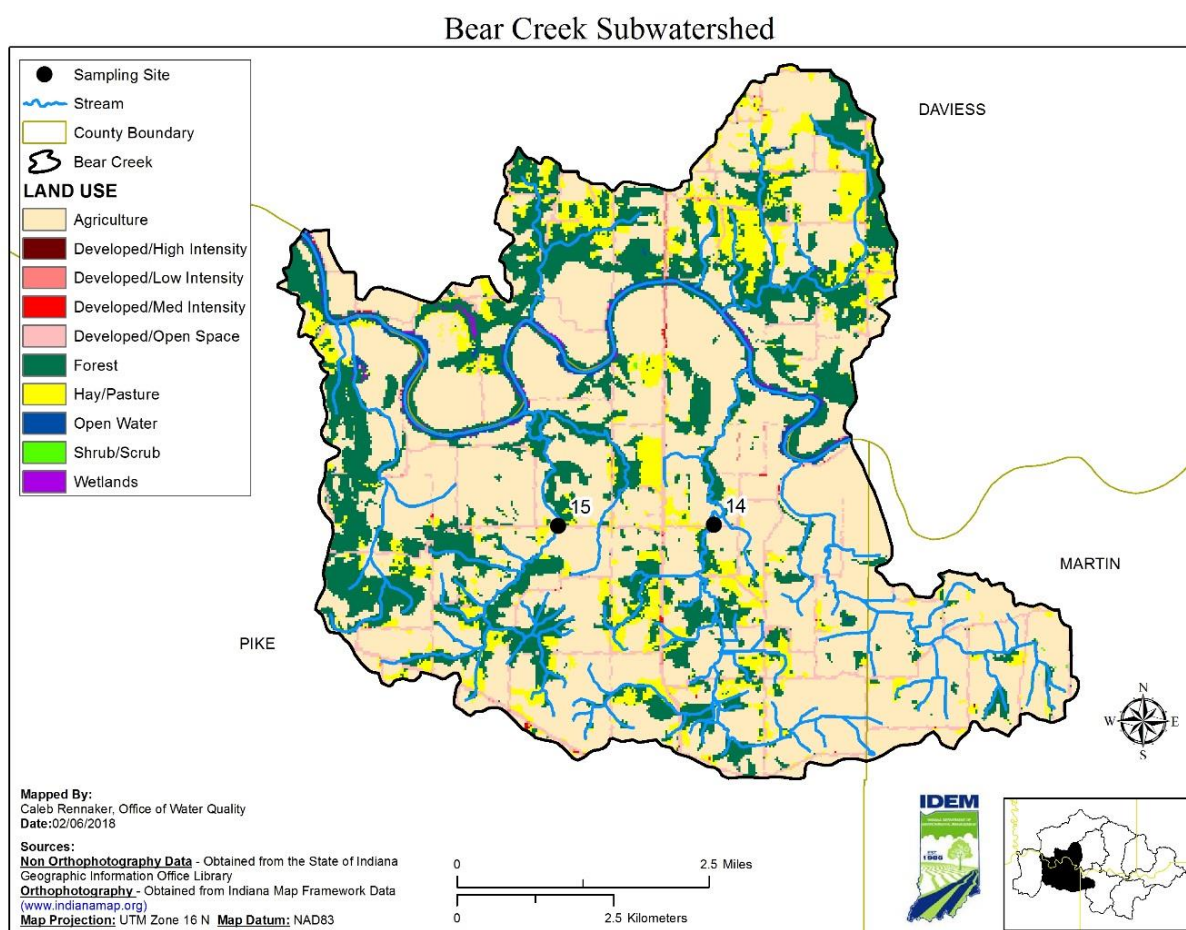 Bear Creek Subwatershed
Sampling Site
Stream
County Boundary
Bear Creek
LAND USE
Agriculture
Developed/High Intensity
Developed/Low Intensity
Developed/Med Intensity
Developed/Open Space
Forest
Hay/Pasture
Open Water
Shrub/Scrub
Wetlands
DAVIESS
15
14
MARTIN
PIKE
N
W E
S
Mapped By:
Caleb Rennaker, Office of Water Quality
Date:02/06/2018
Sources:
Non Orthophotography Data - Obtained from the State of Indiana
Geographic Information Office Library
Orthophotography - Obtained from Indiana Map Framework Data
(www.indianamap.org)
Map Projection: UTM Zone 16 N Map Datum: NAD83
0 2.5 Miles
0 2.5 Kilometers
IDEM
EST
1986